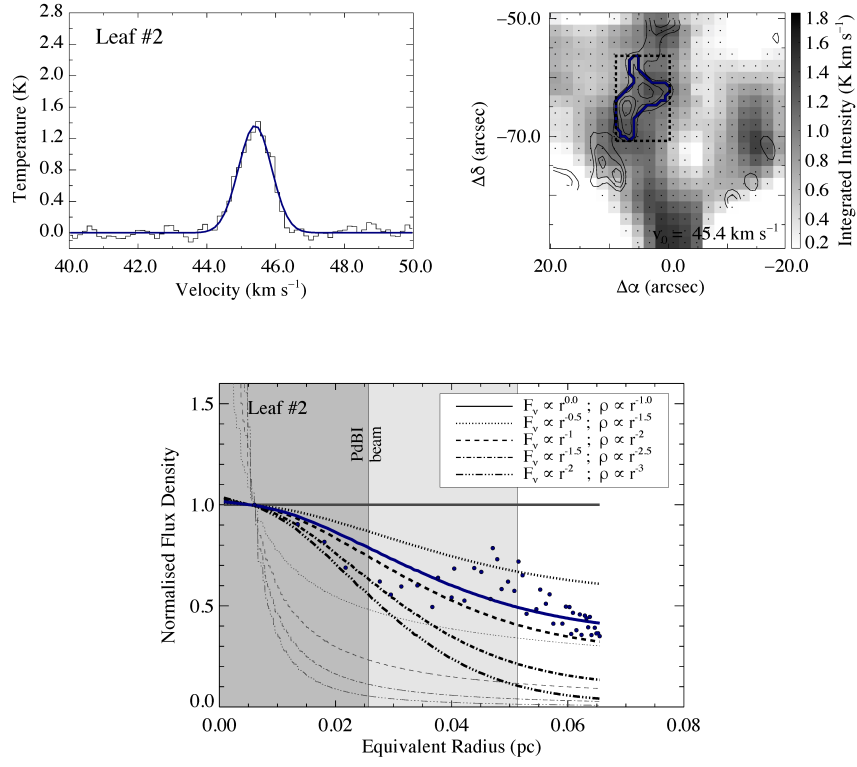 Leaf #2
Temperature (K)
2.8
2.4
2.0
1.6
1.2
0.8
0.4
0.0
40.0 42.0 44.0 46.0 48.0 50.0
Velocity (km s⁻¹)
−50.0
−70.0
Δδ (arcsec)
v₀ = 45.4 km s⁻¹
20.0 0.0 −20.0
Δα (arcsec)
1.8
1.6
1.4
1.2
1.0
0.8
0.6
0.4
0.2
Integrated Intensity (K km s⁻¹)
Leaf #2
PdBI
beam
F_ν ∝ r^0.0 ; ρ ∝ r^-1.0
F_ν ∝ r^-0.5 ; ρ ∝ r^-1.5
F_ν ∝ r^-1 ; ρ ∝ r^-2
F_ν ∝ r^-1.5 ; ρ ∝ r^-2.5
F_ν ∝ r^-2 ; ρ ∝ r^-3
Normalised Flux Density
1.5
1.0
0.5
0.0
0.00 0.02 0.04 0.06 0.08
Equivalent Radius (pc)